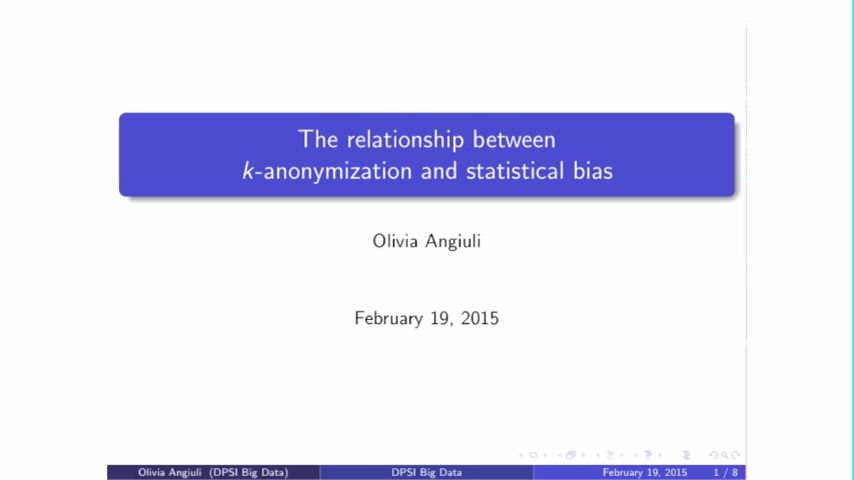 The relationship between
k-anonymization and statistical bias
Olivia Angiuli
February 19, 2015
Olivia Angiuli (DPSI Big Data) DPSI Big Data February 19, 2015 1 / 8